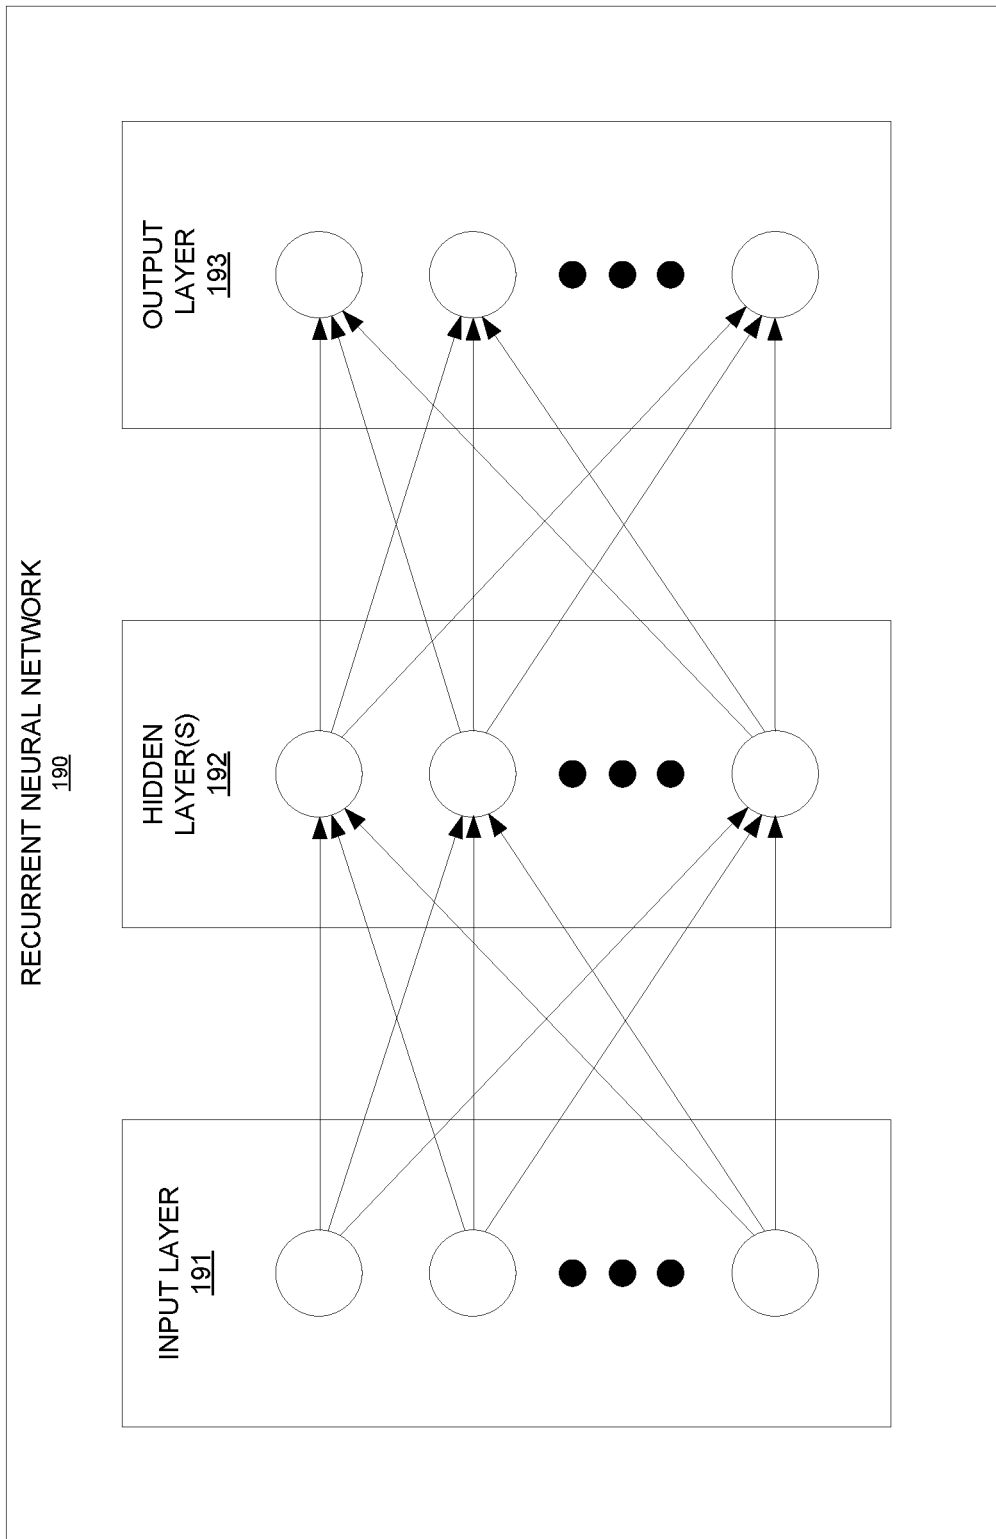 RECURRENT NEURAL NETWORK
190
INPUT LAYER
191
HIDDEN
LAYER(S)
192
OUTPUT
LAYER
193